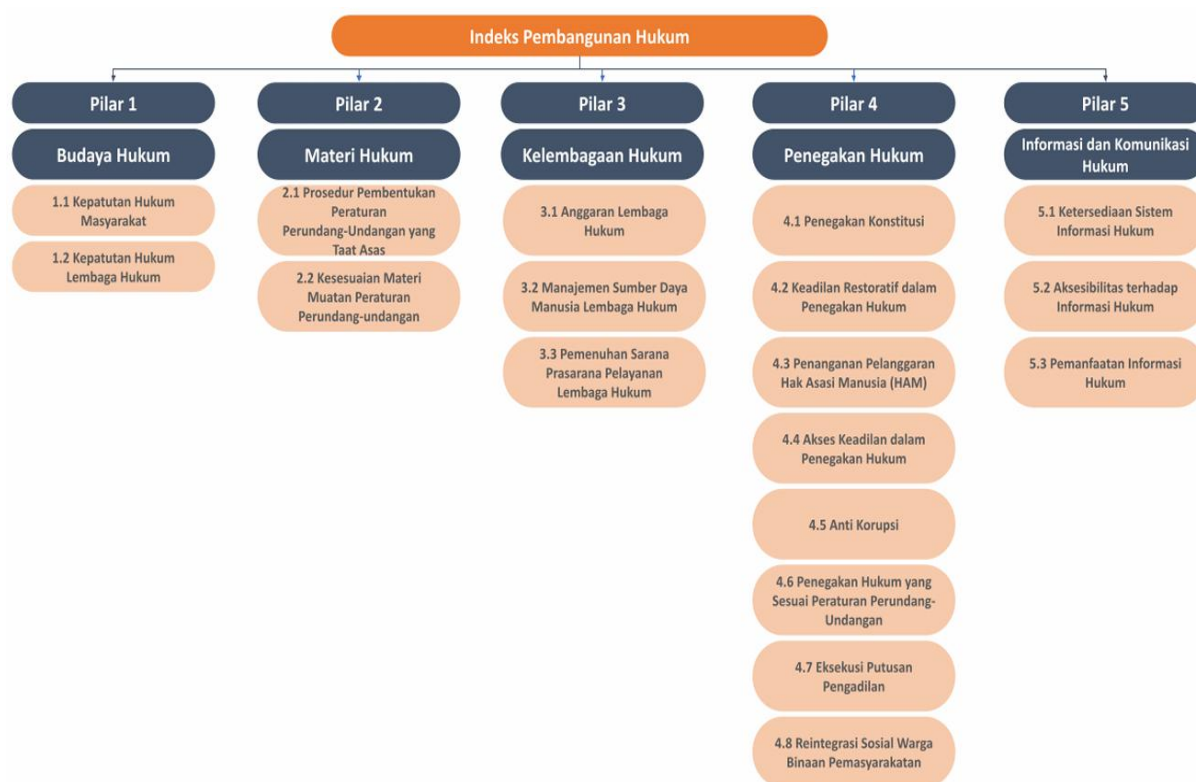 Indeks Pembangunan Hukum
Pilar 1
Budaya Hukum
1.1 Kepatutan Hukum
Masyarakat
1.2 Kepatutan Hukum
Lembaga Hukum
Pilar 2
Materi Hukum
2.1 Prosedur Pembentukan
Peraturan
Perundang-Undangan yang
Taat Asas
2.2 Kesesuaian Materi
Muatan Peraturan
Perundang-undangan
Pilar 3
Kelembagaan Hukum
3.1 Anggaran Lembaga
Hukum
3.2 Manajemen Sumber Daya
Manusia Lembaga Hukum
3.3 Pemenuhan Sarana
Prasarana Pelayanan
Lembaga Hukum
Pilar 4
Penegakan Hukum
4.1 Penegakan Konstitusi
4.2 Keadilan Restoratif dalam
Penegakan Hukum
4.3 Penanganan Pelanggaran
Hak Asasi Manusia (HAM)
4.4 Akses Keadilan dalam
Penegakan Hukum
4.5 Anti Korupsi
4.6 Penegakan Hukum yang
Sesuai Peraturan Perundang-
Undangan
4.7 Eksekusi Putusan
Pengadilan
4.8 Reintegrasi Sosial Warga
Binaan Pemasyarakatan
Pilar 5
Informasi dan Komunikasi
Hukum
5.1 Ketersediaan Sistem
Informasi Hukum
5.2 Aksesibilitas terhadap
Informasi Hukum
5.3 Pemanfaatan Informasi
Hukum